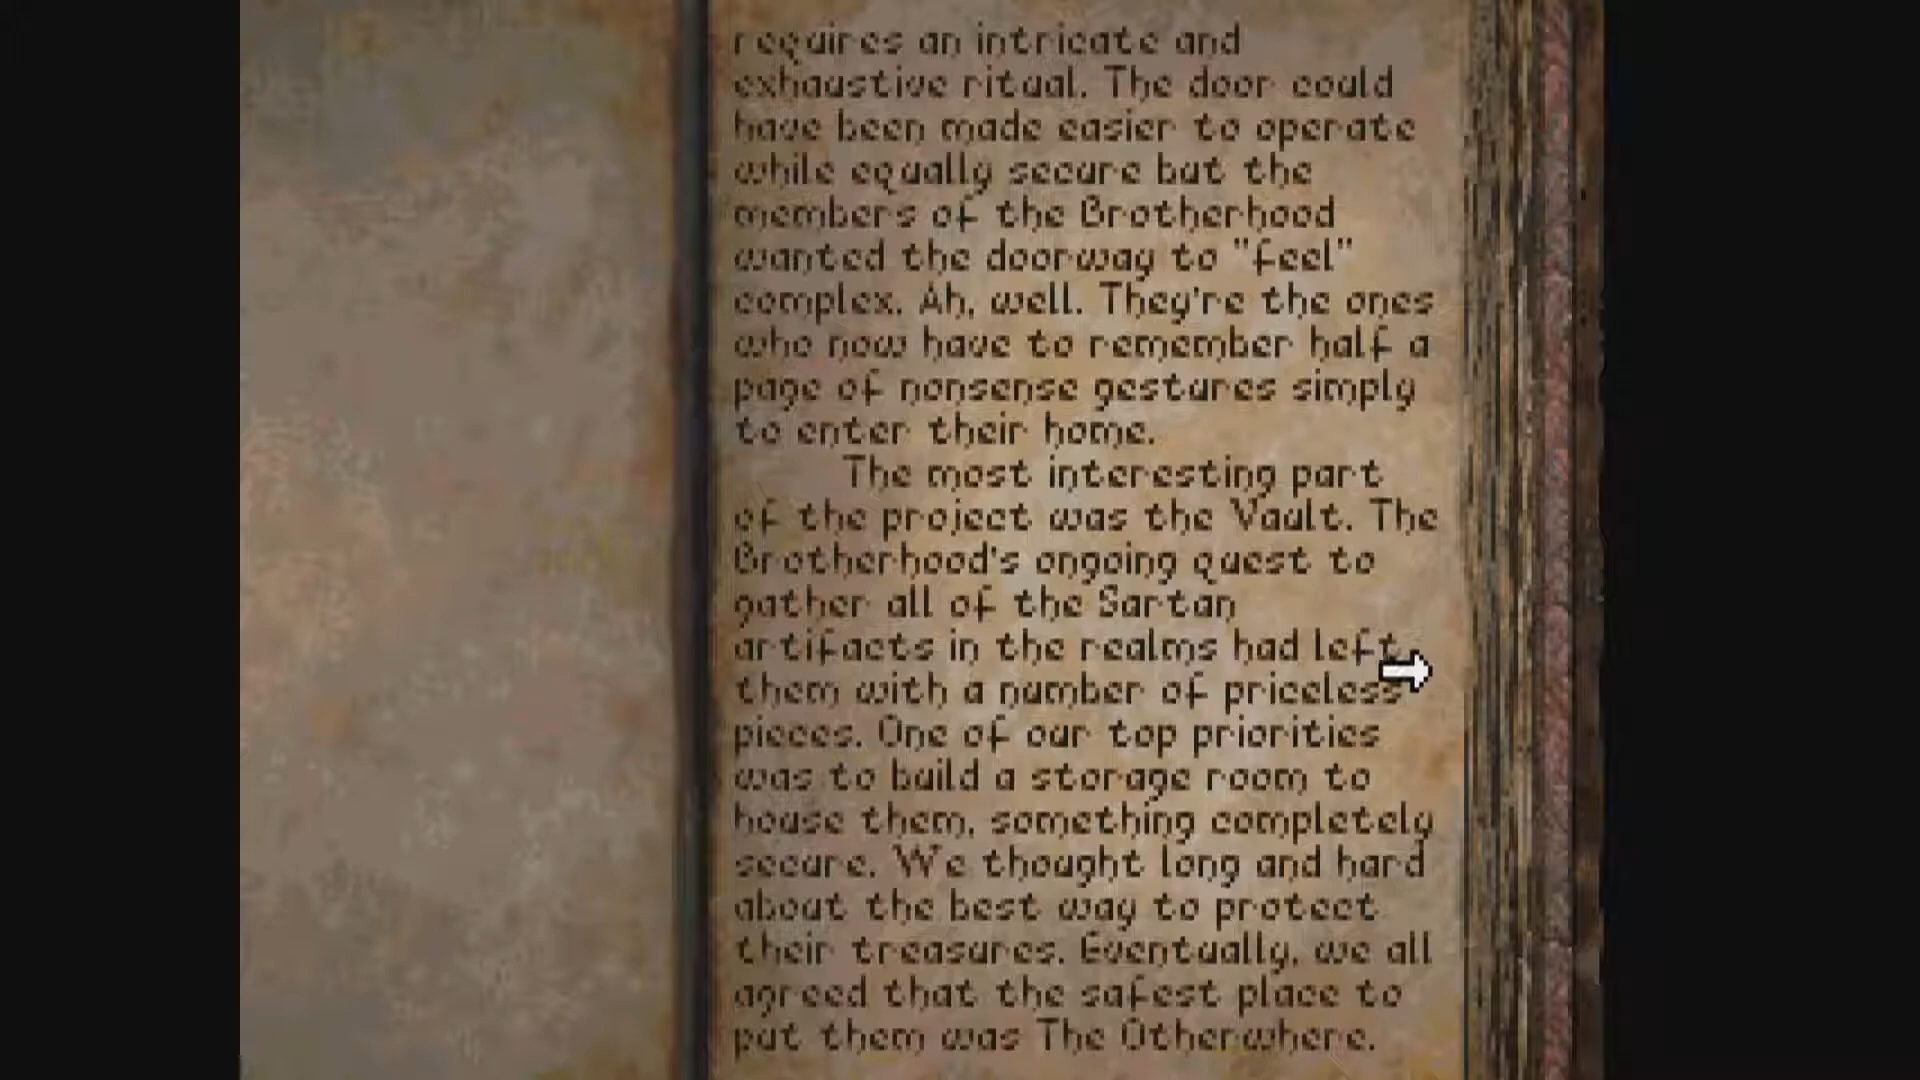 requires an intricate and
exhaustive ritual. The door could
have been made easier to operate
while equally secure but the
members of the Brotherhood
wanted the doorway to "feel"
complex. Ah, well. They're the ones
who now have to remember half a
page of nonsense gestures simply
to enter their home.
The most interesting part
of the project was the Vault. The
Brotherhood's ongoing quest to
gather all of the Sartan
artifacts in the realms had left
them with a number of priceless
pieces. One of our top priorities
was to build a storage room to
house them, something completely
secure. We thought long and hard
about the best way to protect
their treasures. Eventually, we all
agreed that the safest place to
put them was The Otherwhere.